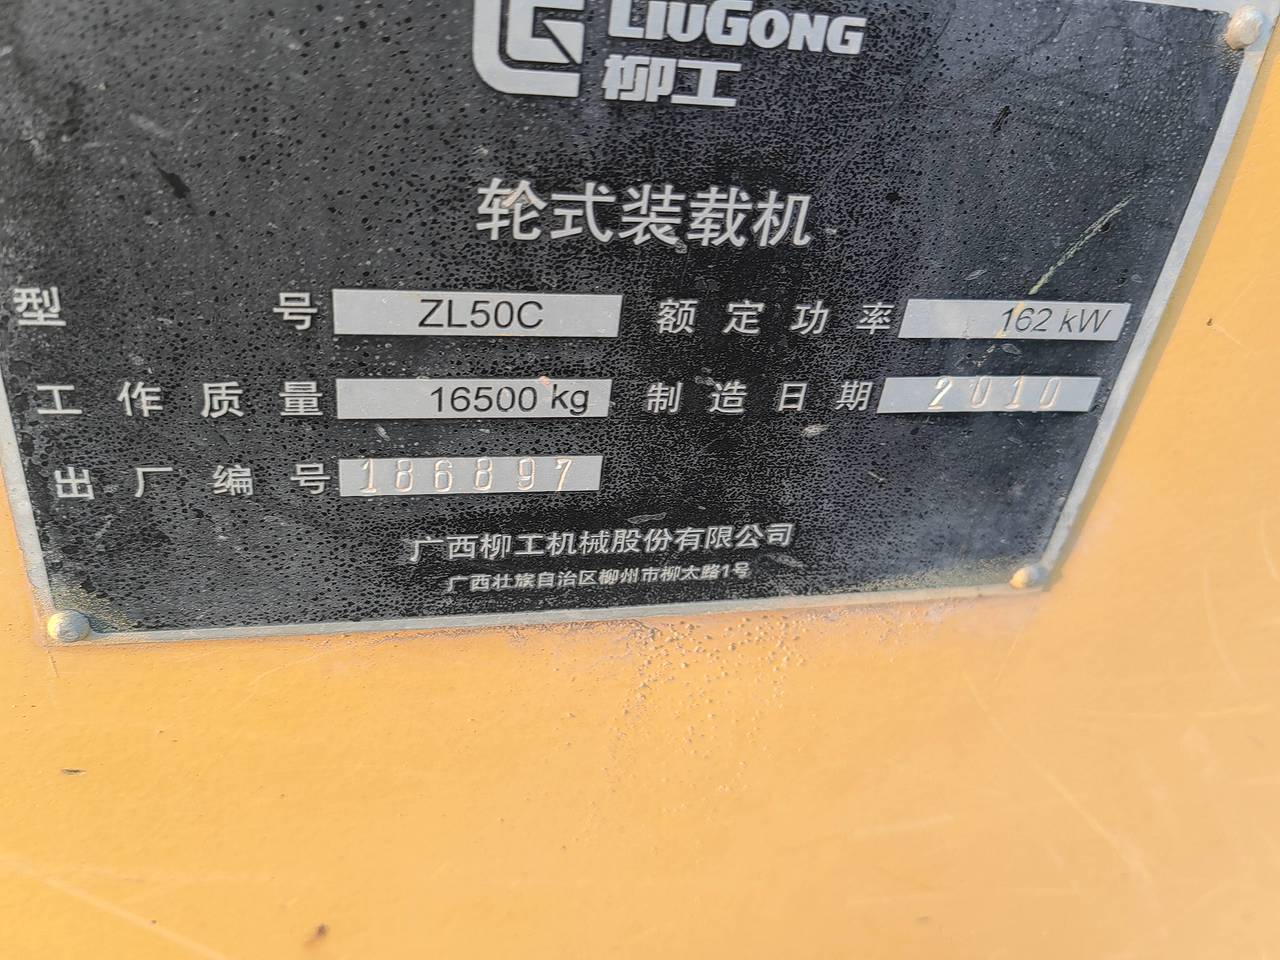 LIUGONG
柳工
轮式装载机
型 号 ZL50C 额定功率 162 kW
工作质量 16500 kg 制造日期 2010
出厂编号 186897
广西柳工机械股份有限公司
广西壮族自治区柳州市柳太路1号